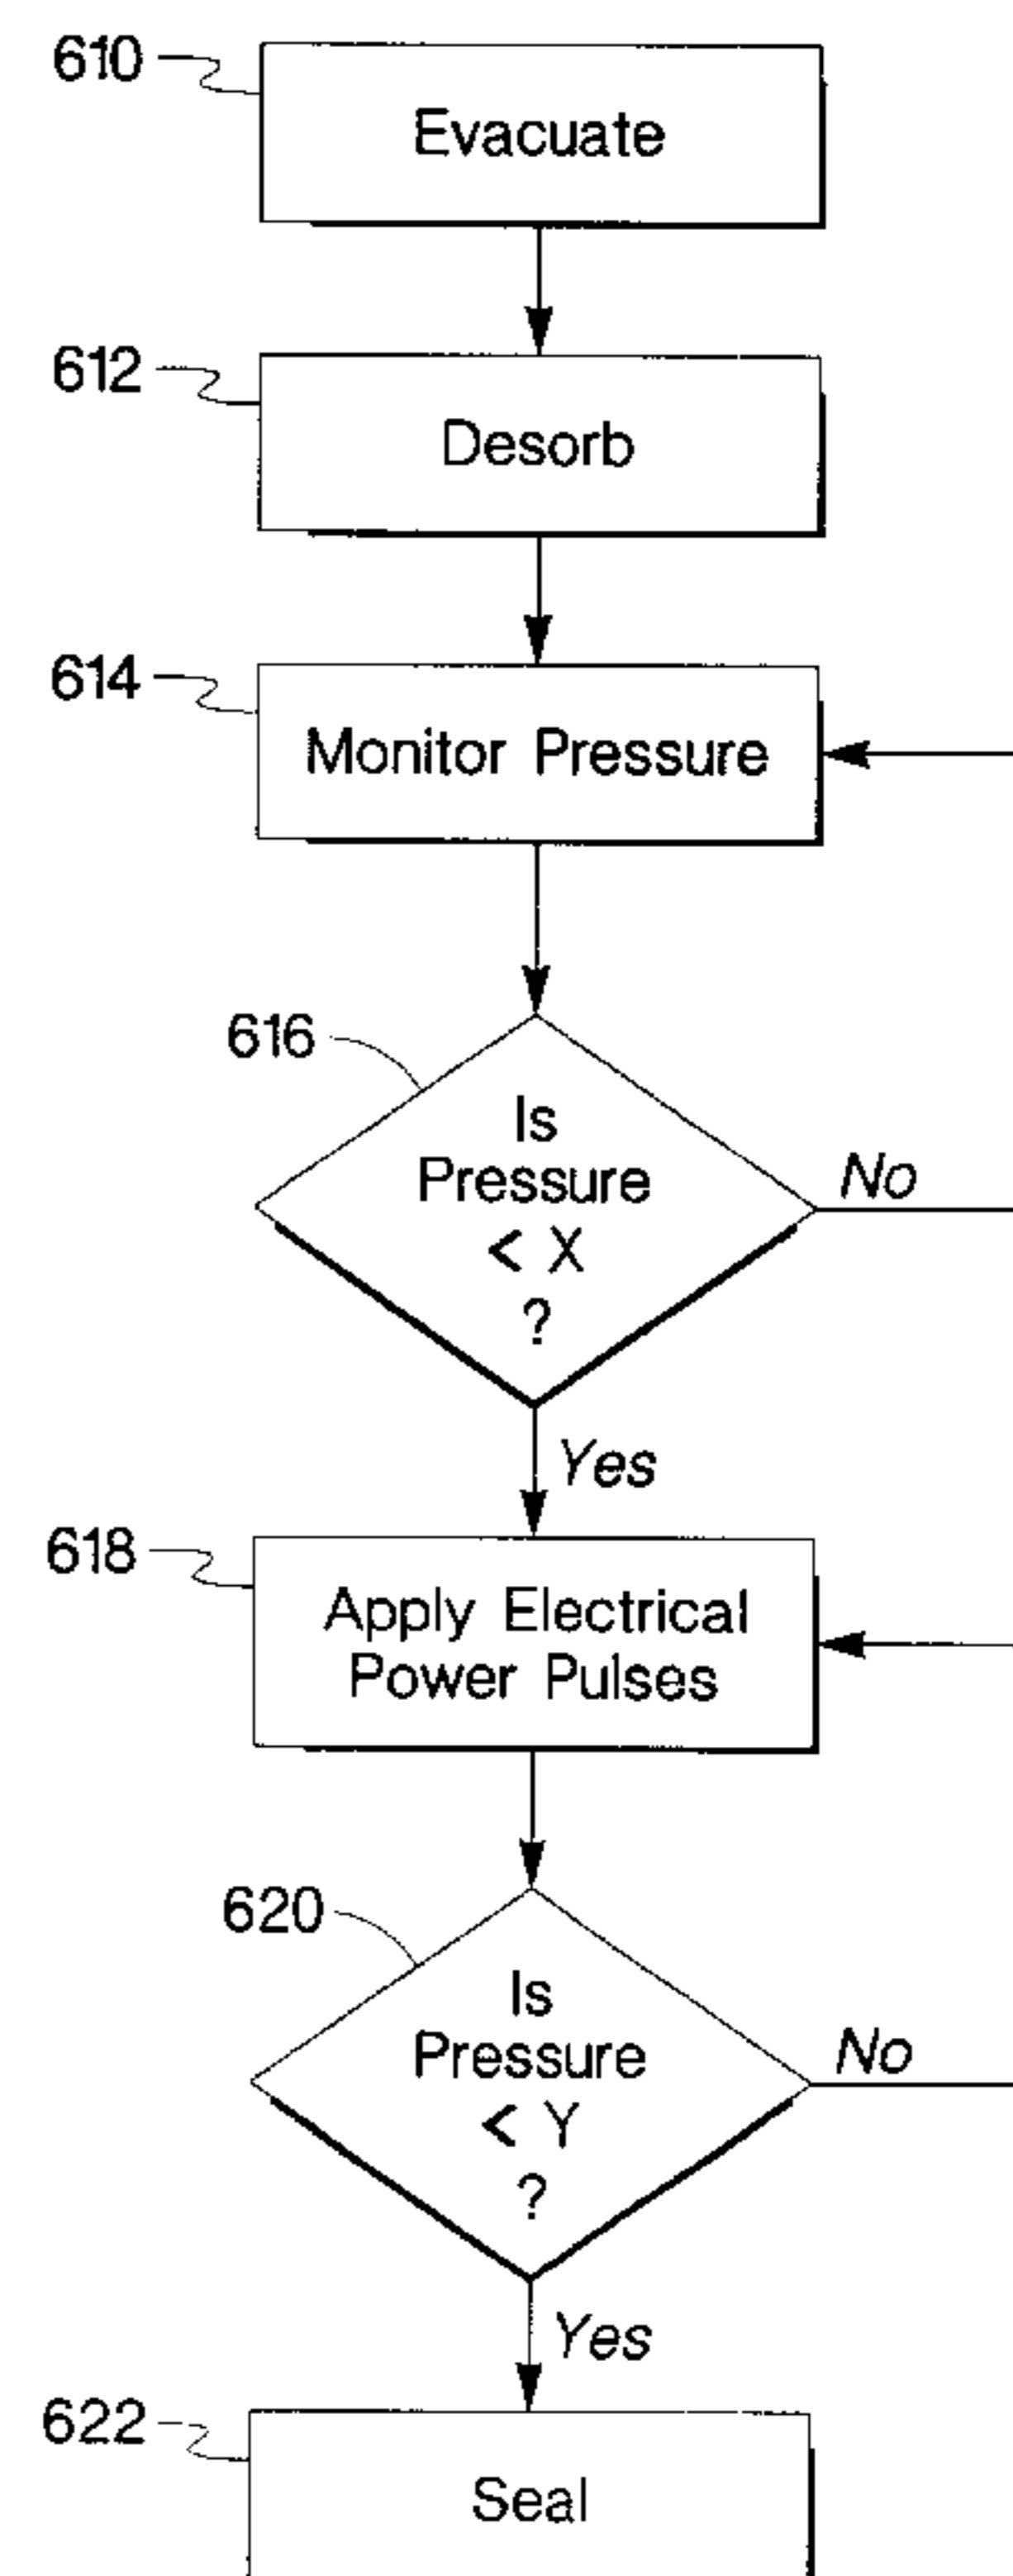 610
Evacuate
612
Desorb
614
Monitor Pressure
616
Is
Pressure
< X
?
No
Yes
618
Apply Electrical
Power Pulses
620
Is
Pressure
< Y
?
No
Yes
622
Seal